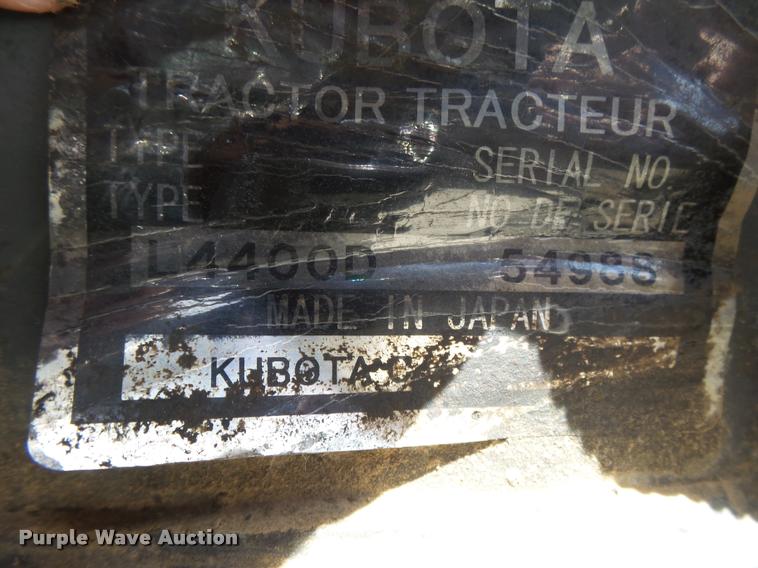 KUBOTA
TRACTOR TRACTEUR
TYPE SERIAL NO.
TYPE NO DE SERIE
L4400D 54988
MADE IN JAPAN
KUBOTA
Purple Wave Auction